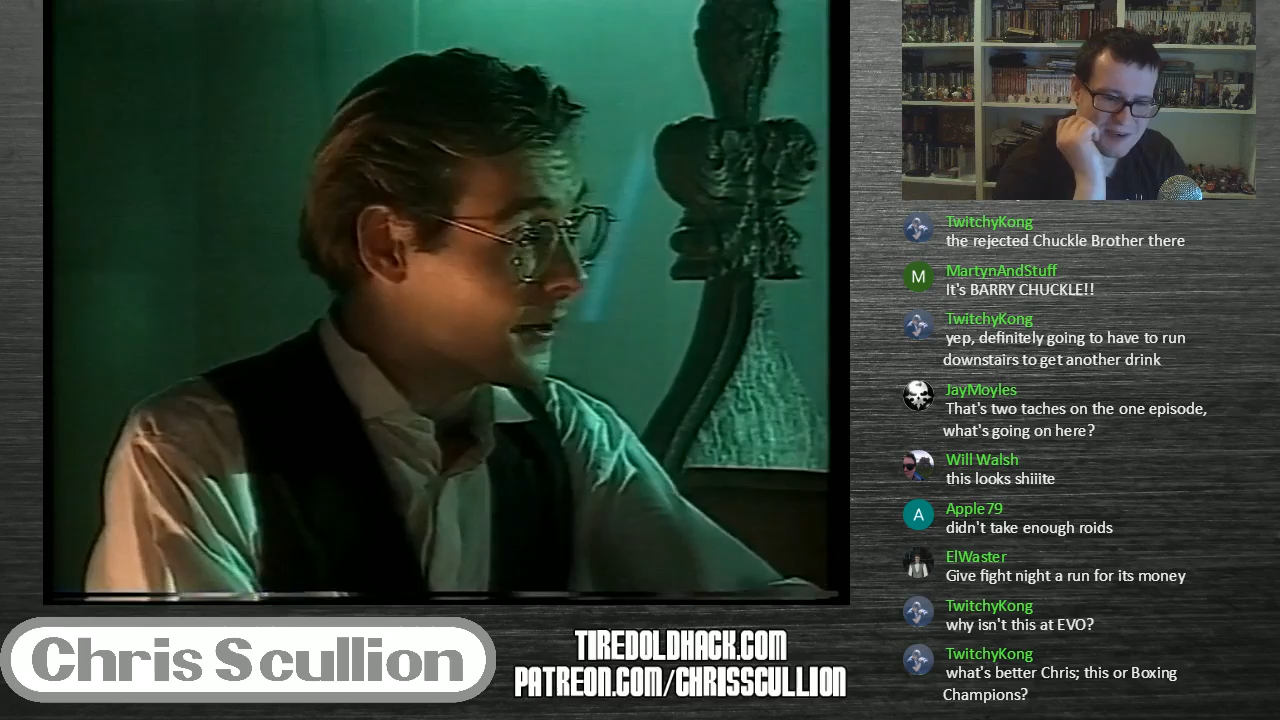 TwitchyKong
the rejected Chuckle Brother there
M
MartynAndStuff
It's BARRY CHUCKLE!!
TwitchyKong
yep, definitely going to have to run
downstairs to get another drink
JayMoyles
That's two taches on the one episode,
what's going on here?
Will Walsh
this looks shiiite
A
Apple79
didn't take enough roids
ElWaster
Give fight night a run for its money
TwitchyKong
why isn't this at EVO?
TwitchyKong
what's better Chris; this or Boxing
Champions?
Chris Scullion
TIREDOLDHACK.COM
PATREON.COM/CHRISSCULLION